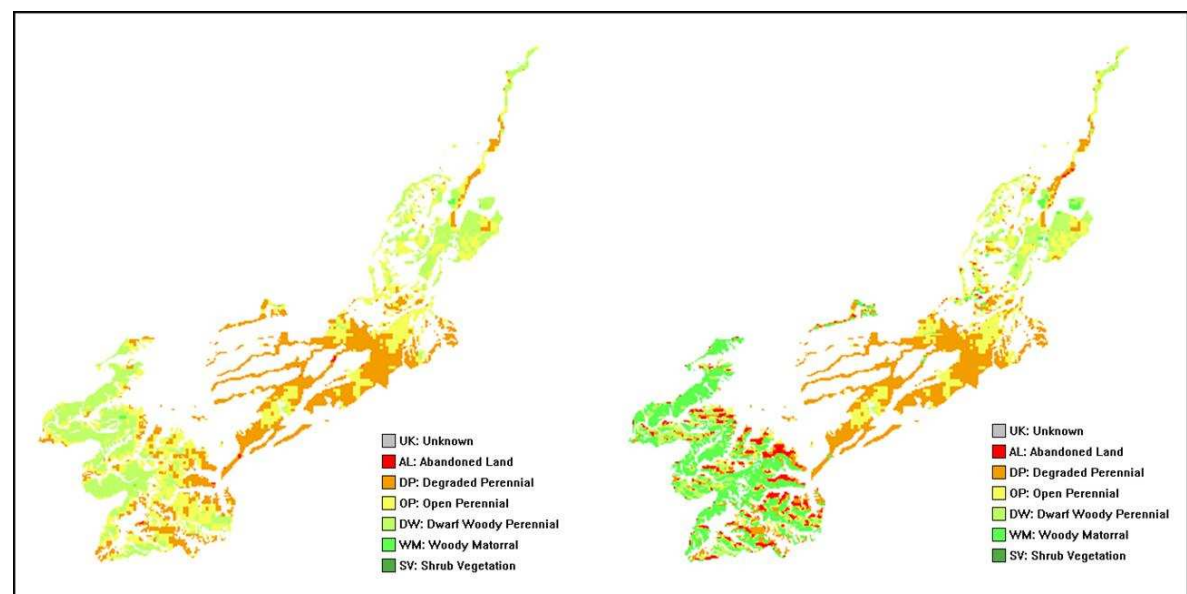 UK: Unknown
AL: Abandoned Land
DP: Degraded Perennial
OP: Open Perennial
DW: Dwarf Woody Perennial
WM: Woody Matorral
SV: Shrub Vegetation
UK: Unknown
AL: Abandoned Land
DP: Degraded Perennial
OP: Open Perennial
DW: Dwarf Woody Perennial
WM: Woody Matorral
SV: Shrub Vegetation